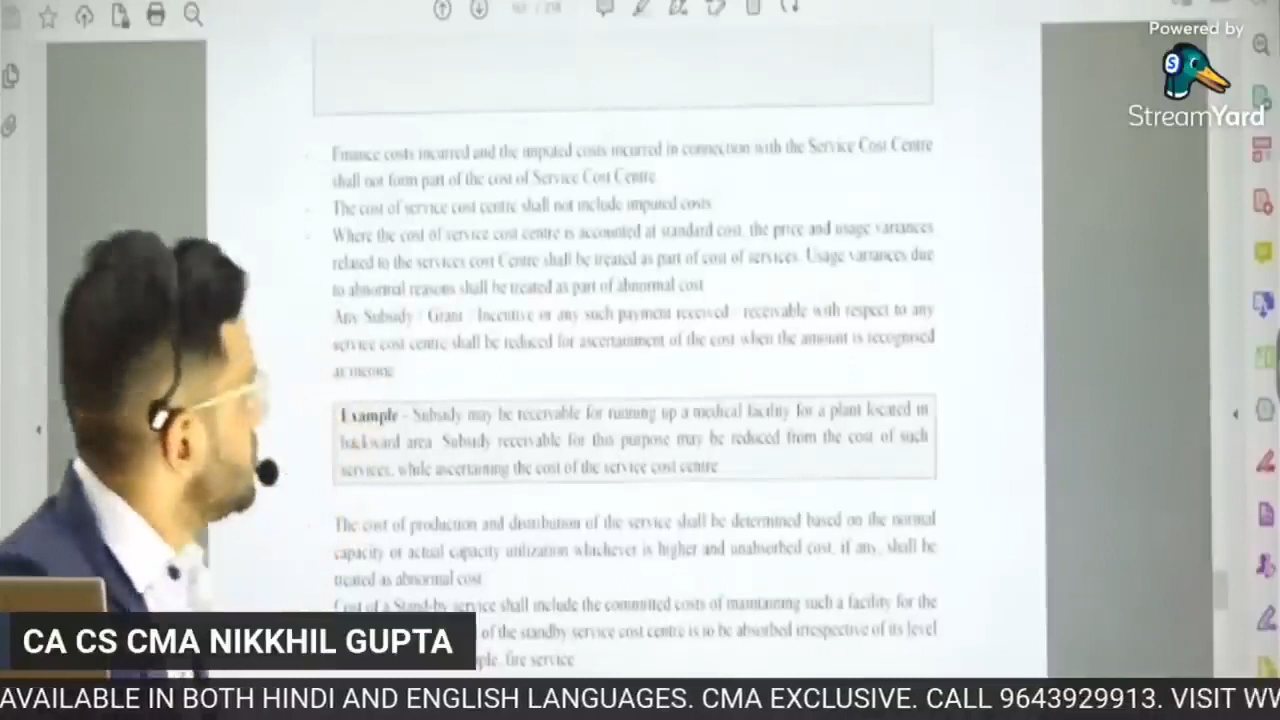 Powered by
StreamYard
Finance costs incurred and the imputed costs incurred in connection with the Service Cost Centre
shall not form part of the cost of Service Cost Centre
The cost of service cost centre shall not include imputed costs
Where the cost of service cost centre is accounted at standard cost, the price and usage variances
related to the services cost Centre shall be treated as part of cost of services. Usage variances due
to abnormal reasons shall be treated as part of abnormal cost
Any Subsidy / Grant / Incentive or any such payment received / receivable with respect to any
service cost centre shall be reduced for ascertainment of the cost when the amount is recognised
as income
Example - Subsidy may be receivable for running up a medical facility for a plant located in
backward area. Subsidy receivable for this purpose may be reduced from the cost of such
services, while ascertaining the cost of the service cost centre
The cost of production and distribution of the service shall be determined based on the normal
capacity or actual capacity utilization whichever is higher and unabsorbed cost, if any, shall be
treated as abnormal cost
Cost of a Stand-by service shall include the committed costs of maintaining such a facility for the
of the standby service cost centre is to be absorbed irrespective of its level
ple, fire service
CA CS CMA NIKKHIL GUPTA
AVAILABLE IN BOTH HINDI AND ENGLISH LANGUAGES. CMA EXCLUSIVE. CALL 9643929913. VISIT WW